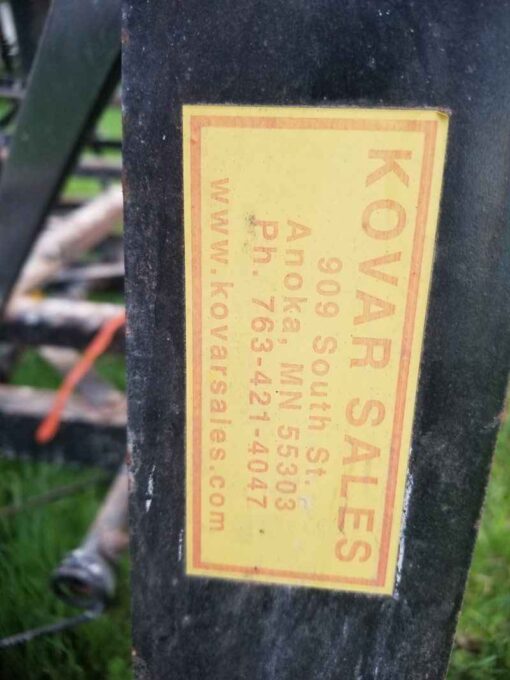 KOVAR SALES
909 South St.
Anoka, MN 55303
Ph. 763-421-4047
www.kovarsales.com